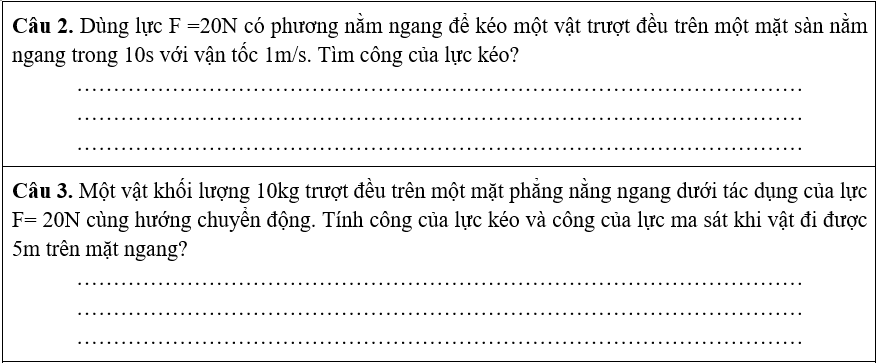 Câu 2. Dùng lực F =20N có phương nằm ngang để kéo một vật trượt đều trên một mặt sàn nằm
ngang trong 10s với vận tốc 1m/s. Tìm công của lực kéo?
Câu 3. Một vật khối lượng 10kg trượt đều trên một mặt phẳng nằng ngang dưới tác dụng của lực
F= 20N cùng hướng chuyển động. Tính công của lực kéo và công của lực ma sát khi vật đi được
5m trên mặt ngang?